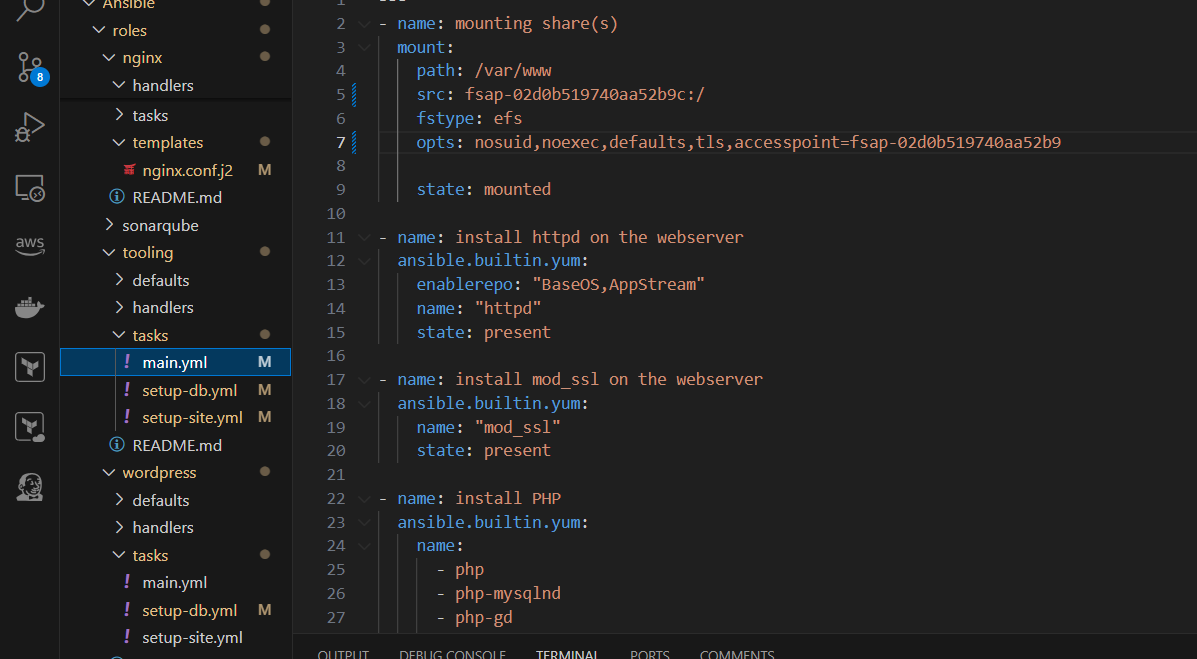 8
aws
Ansible
roles
nginx
handlers
tasks
templates
nginx.conf.j2 M
README.md
sonarqube
tooling
defaults
handlers
tasks
! main.yml M
! setup-db.yml M
! setup-site.yml M
README.md
wordpress
defaults
handlers
tasks
! main.yml
! setup-db.yml M
! setup-site.yml
1 ---
2 - name: mounting share(s)
3 mount:
4 path: /var/www
5 src: fsap-02d0b519740aa52b9c:/
6 fstype: efs
7 opts: nosuid,noexec,defaults,tls,accesspoint=fsap-02d0b519740aa52b9
8
9 state: mounted
10
11 - name: install httpd on the webserver
12 ansible.builtin.yum:
13 enablerepo: "BaseOS,AppStream"
14 name: "httpd"
15 state: present
16
17 - name: install mod_ssl on the webserver
18 ansible.builtin.yum:
19 name: "mod_ssl"
20 state: present
21
22 - name: install PHP
23 ansible.builtin.yum:
24 name:
25 - php
26 - php-mysqlnd
27 - php-gd
OUTPUT DEBUG CONSOLE TERMINAL PORTS COMMENTS